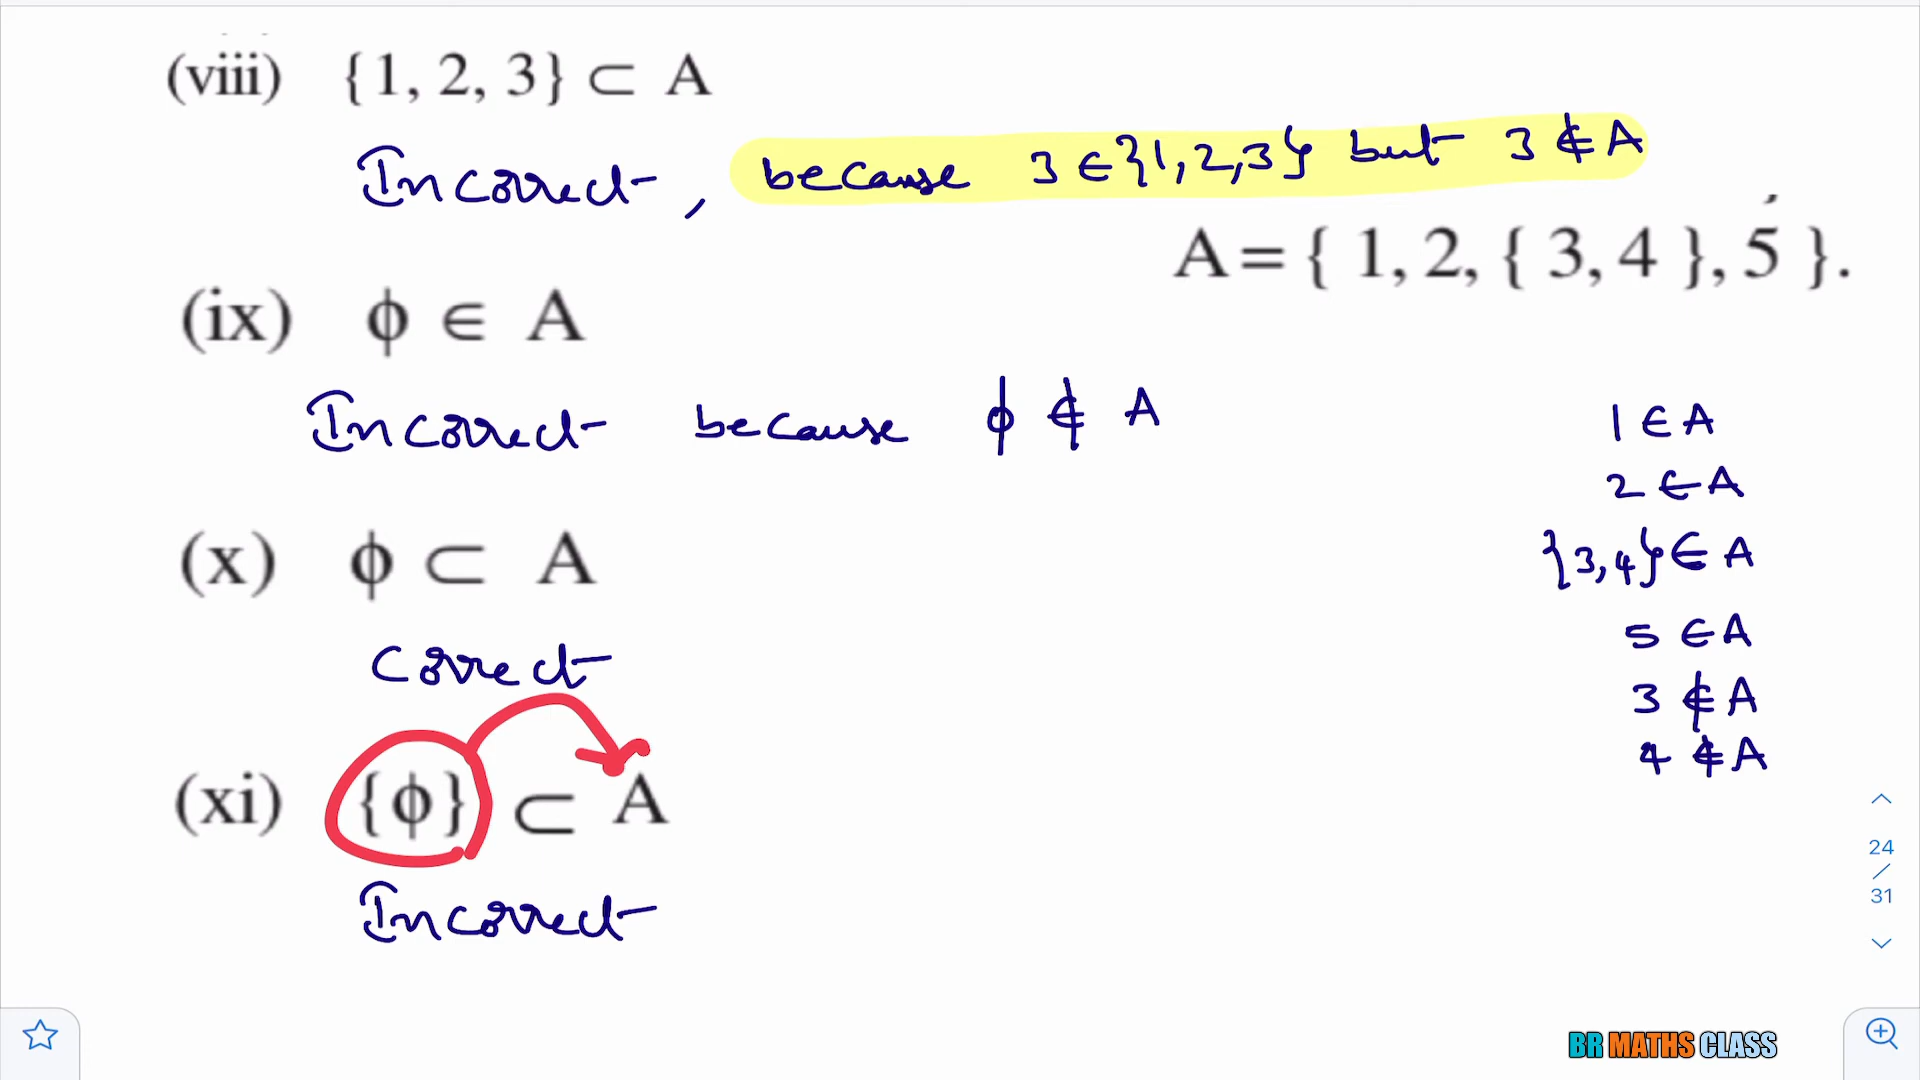 (viii) {1, 2, 3} ⊂ A
Incorrect, because 3 ∈ {1,2,3} but 3 ∉ A
A = { 1, 2, { 3, 4 }, 5 }.
(ix) ϕ ∈ A
Incorrect because ϕ ∉ A
1 ∈ A
2 ∈ A
{3,4} ∈ A
5 ∈ A
3 ∉ A
4 ∉ A
(x) ϕ ⊂ A
Correct
(xi) {ϕ} ⊂ A
Incorrect
24
/
31
BR MATHS CLASS